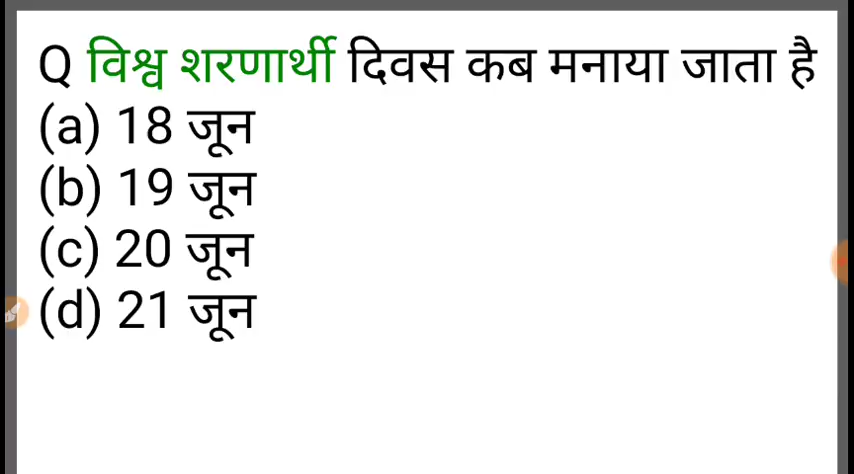 Q विश्व शरणार्थी दिवस कब मनाया जाता है
(a) 18 जून
(b) 19 जून
(c) 20 जून
(d) 21 जून